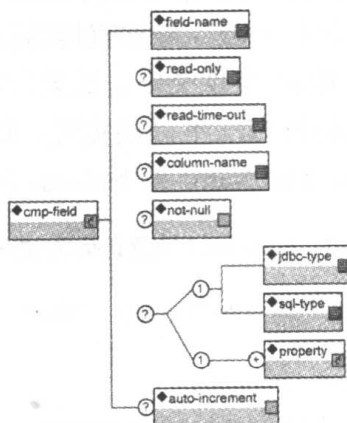 field-name
? read-only
? read-time-out
? column-name
cmp-field
? not-null
jdbc-type
1
sql-type
?
1 + property
? auto-increment